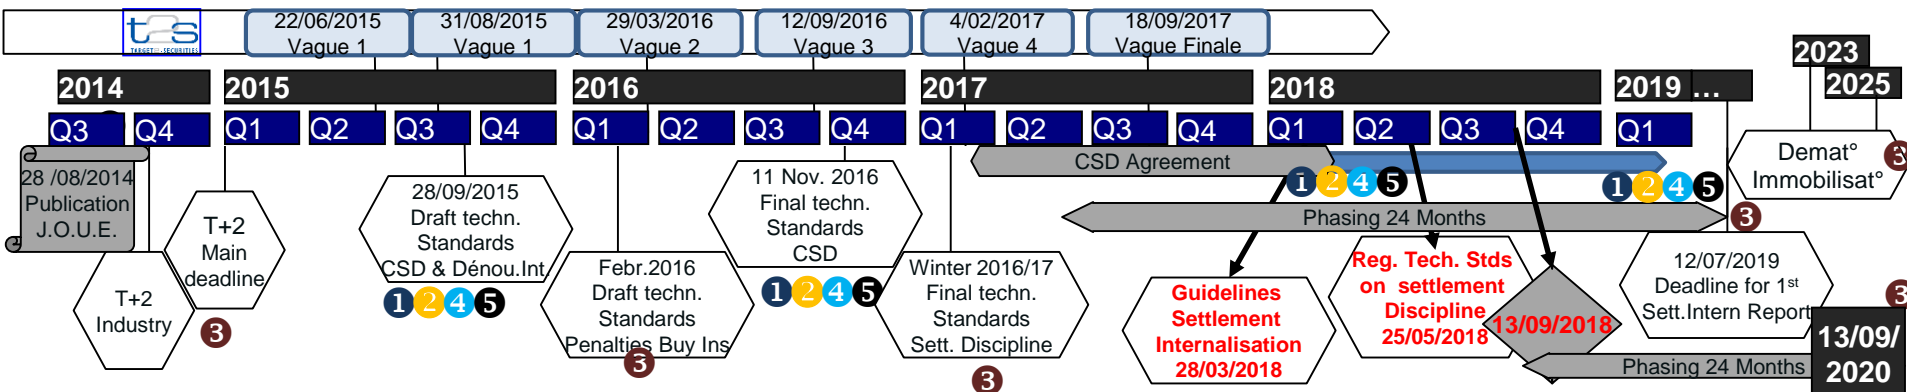 t2s
TARGET2-SECURITIES
22/06/2015
Vague 1
31/08/2015
Vague 1
29/03/2016
Vague 2
12/09/2016
Vague 3
4/02/2017
Vague 4
18/09/2017
Vague Finale
2014
2015
2016
2017
2018
2019 ...
2023
2025
Q3
Q4
Q1
Q2
Q3
Q4
Q1
Q2
Q3
Q4
Q1
Q2
Q3
Q4
Q1
Q2
Q3
Q4
Q1
28 /08/2014
Publication
J.O.U.E.
T+2
Industry
T+2
Main
deadline
3
28/09/2015
Draft techn.
Standards
CSD & Dénou.Int.
1 2 4 5
Febr.2016
Draft techn.
Standards
Penalties Buy Ins
3
11 Nov. 2016
Final techn.
Standards
CSD
1 2 4 5
Winter 2016/17
Final techn.
Standards
Sett. Discipline
3
CSD Agreement
1 2 4 5
1 2 4 5
Phasing 24 Months
3
Guidelines
Settlement
Internalisation
28/03/2018
Reg. Tech. Stds
on settlement
Discipline
25/05/2018
13/09/2018
12/07/2019
Deadline for 1st
Sett.Intern Report
Demat°
Immobilisat°
3
3
Phasing 24 Months
13/09/
2020